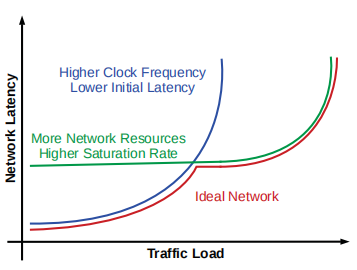 Higher Clock Frequency
Lower Initial Latency
More Network Resources
Higher Saturation Rate
Ideal Network
Network Latency
Traffic Load